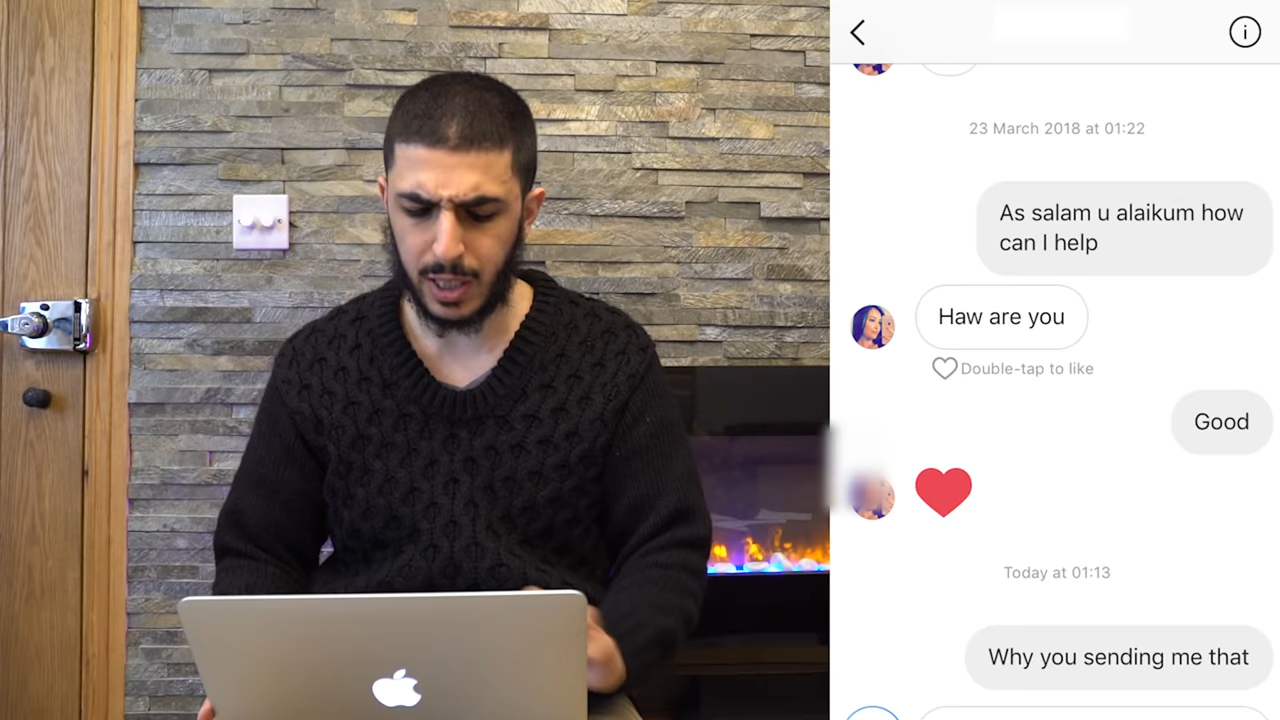 23 March 2018 at 01:22
As salam u alaikum how
can I help
Haw are you
Double-tap to like
Good
Today at 01:13
Why you sending me that